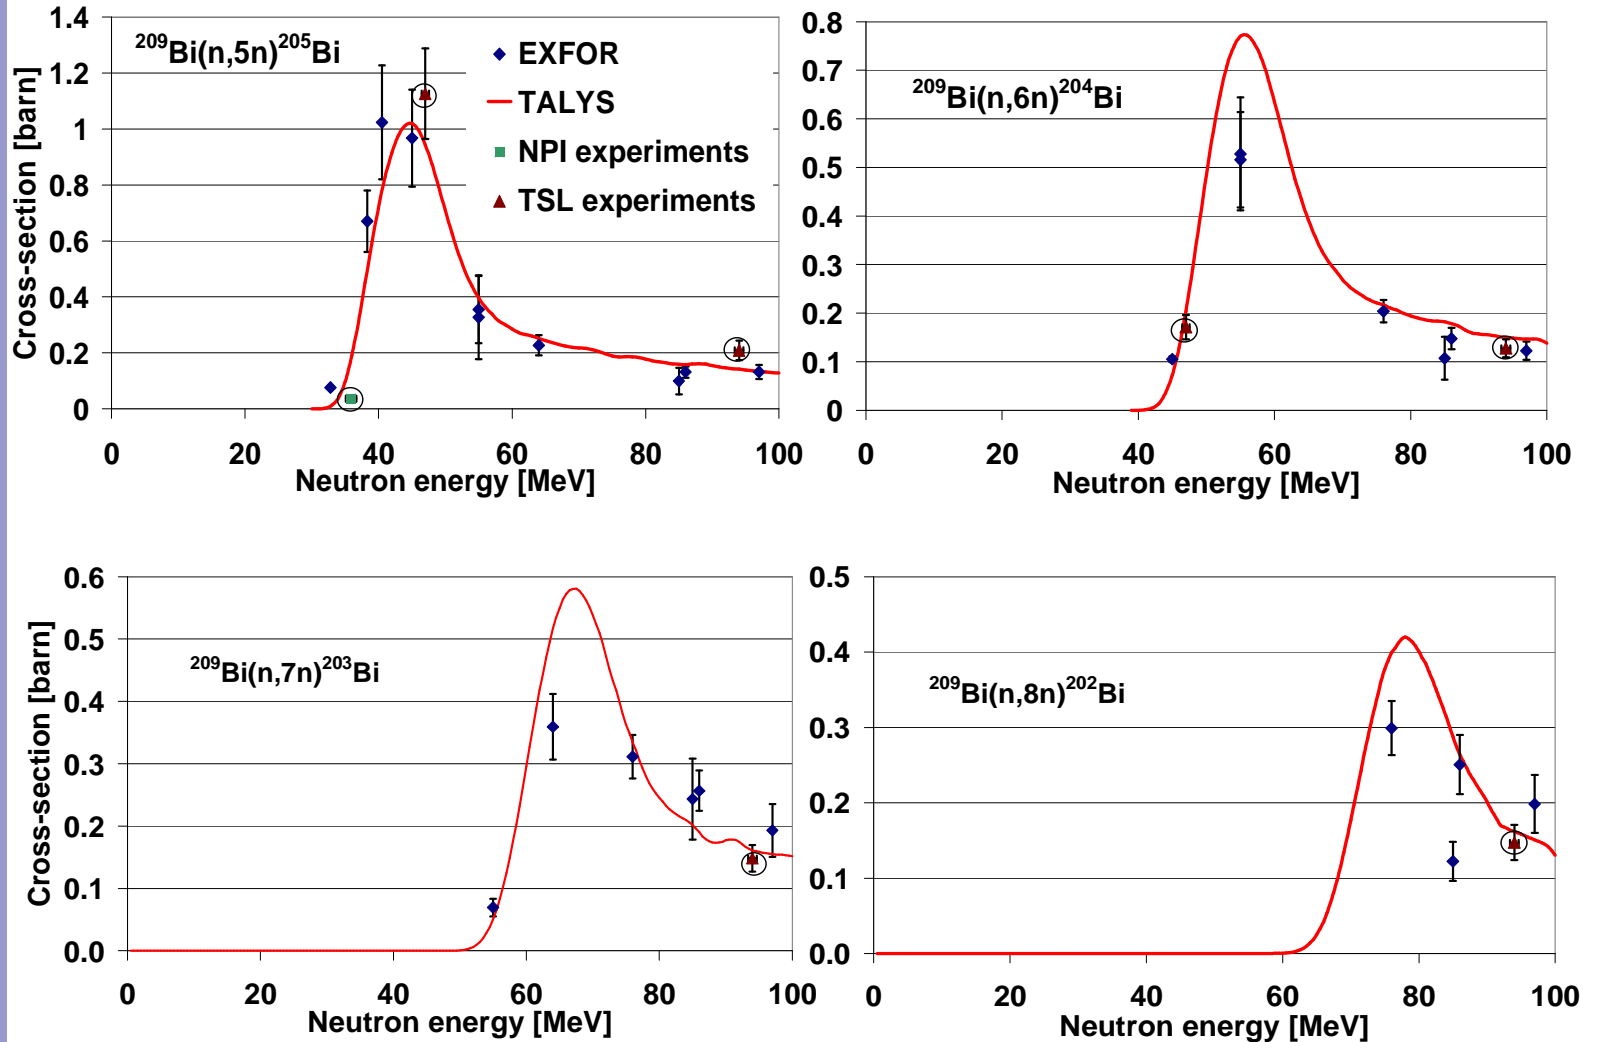 ²⁰⁹Bi(n,5n)²⁰⁵Bi
EXFOR
TALYS
NPI experiments
TSL experiments
Cross-section [barn]
1.4
1.2
1
0.8
0.6
0.4
0.2
0
0 20 40 60 80 100
Neutron energy [MeV]
²⁰⁹Bi(n,6n)²⁰⁴Bi
0.8
0.7
0.6
0.5
0.4
0.3
0.2
0.1
0
0 20 40 60 80 100
Neutron energy [MeV]
²⁰⁹Bi(n,7n)²⁰³Bi
Cross-section [barn]
0.6
0.5
0.4
0.3
0.2
0.1
0.0
0 20 40 60 80 100
Neutron energy [MeV]
²⁰⁹Bi(n,8n)²⁰²Bi
0.5
0.4
0.3
0.2
0.1
0.0
0 20 40 60 80 100
Neutron energy [MeV]